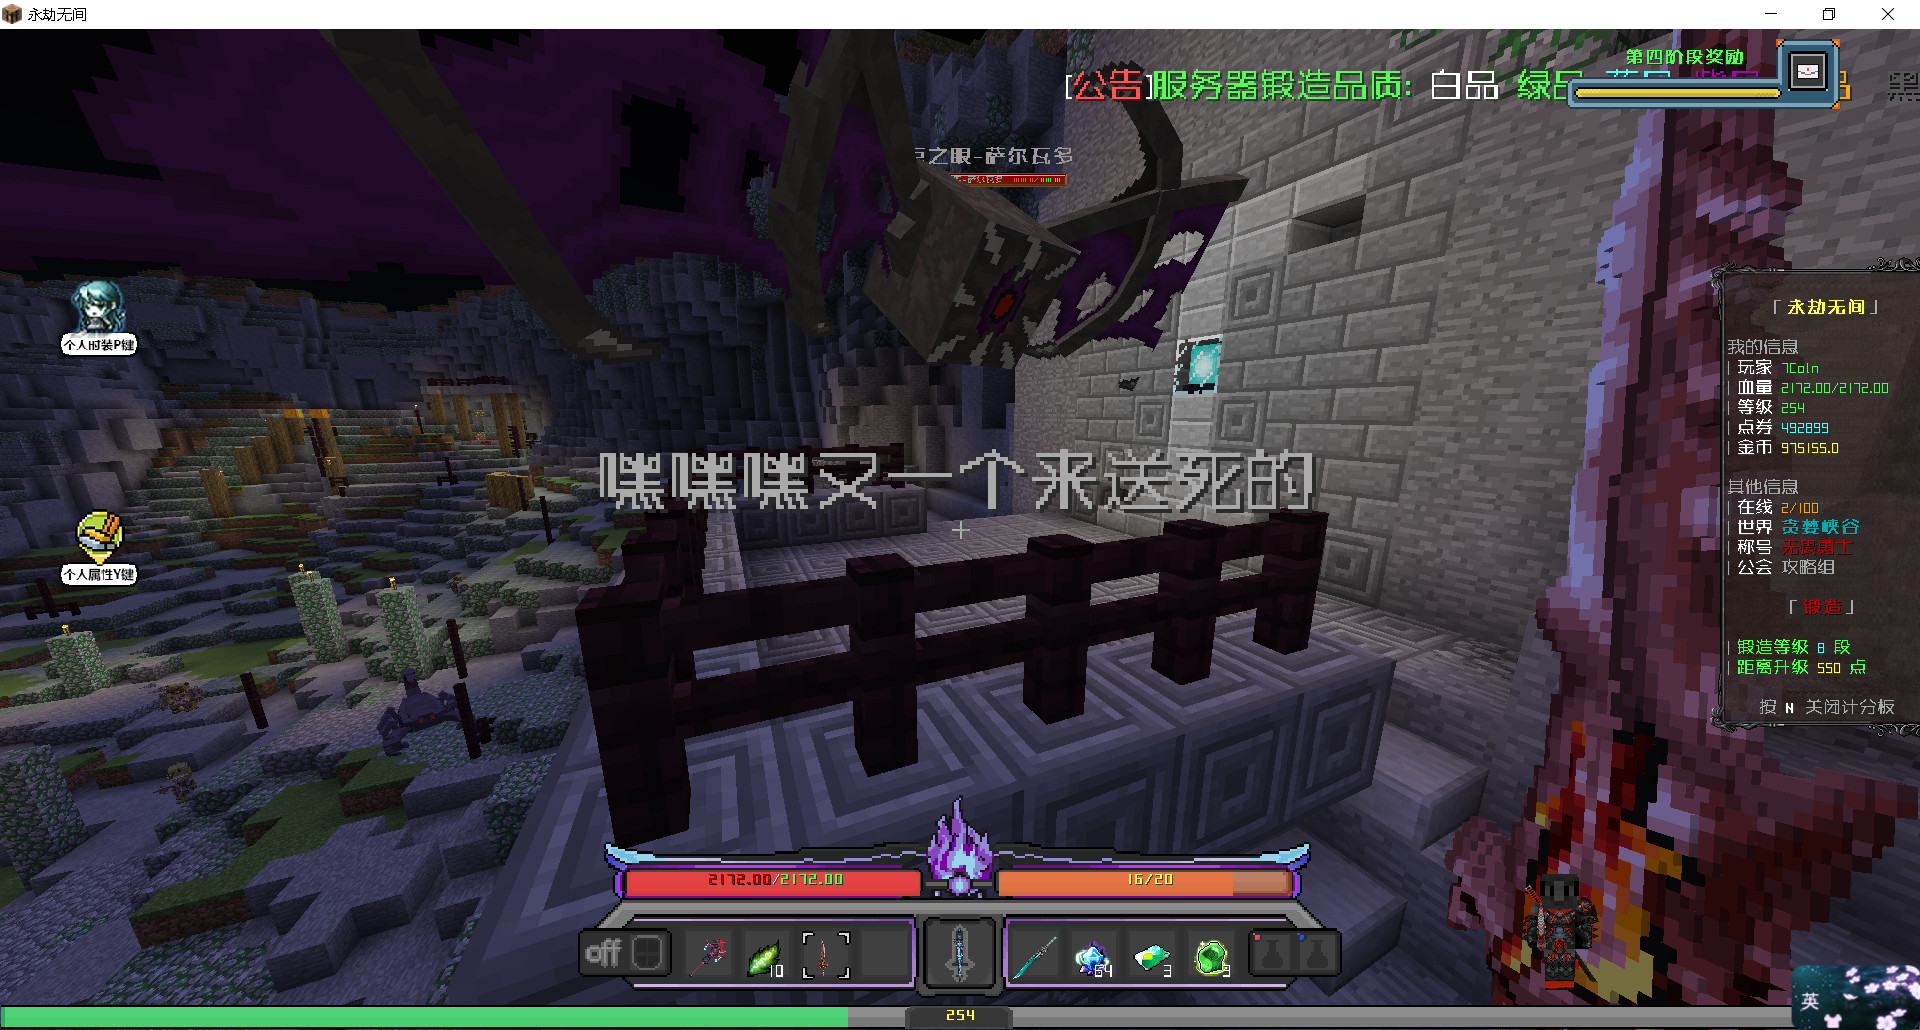 永劫无间
第四阶段奖励
[公告]服务器锻造品质: 白品 绿品
之眼-萨尔瓦多
个人时装P键
「永劫无间」
我的信息
玩家 7Coln
血量 2172.00/2172.00
等级 254
点券 492899
金币 975155.0
嘿嘿嘿又一个来送死的
其他信息
在线 2/100
世界 贪婪峡谷
称号 无畏勇士
公会 攻略组
个人属性Y键
「锻造」
锻造等级 8 段
距离升级 550 点
按 N 关闭计分板
2172.00/2172.00
16/20
off
10
64
3
9
英
254